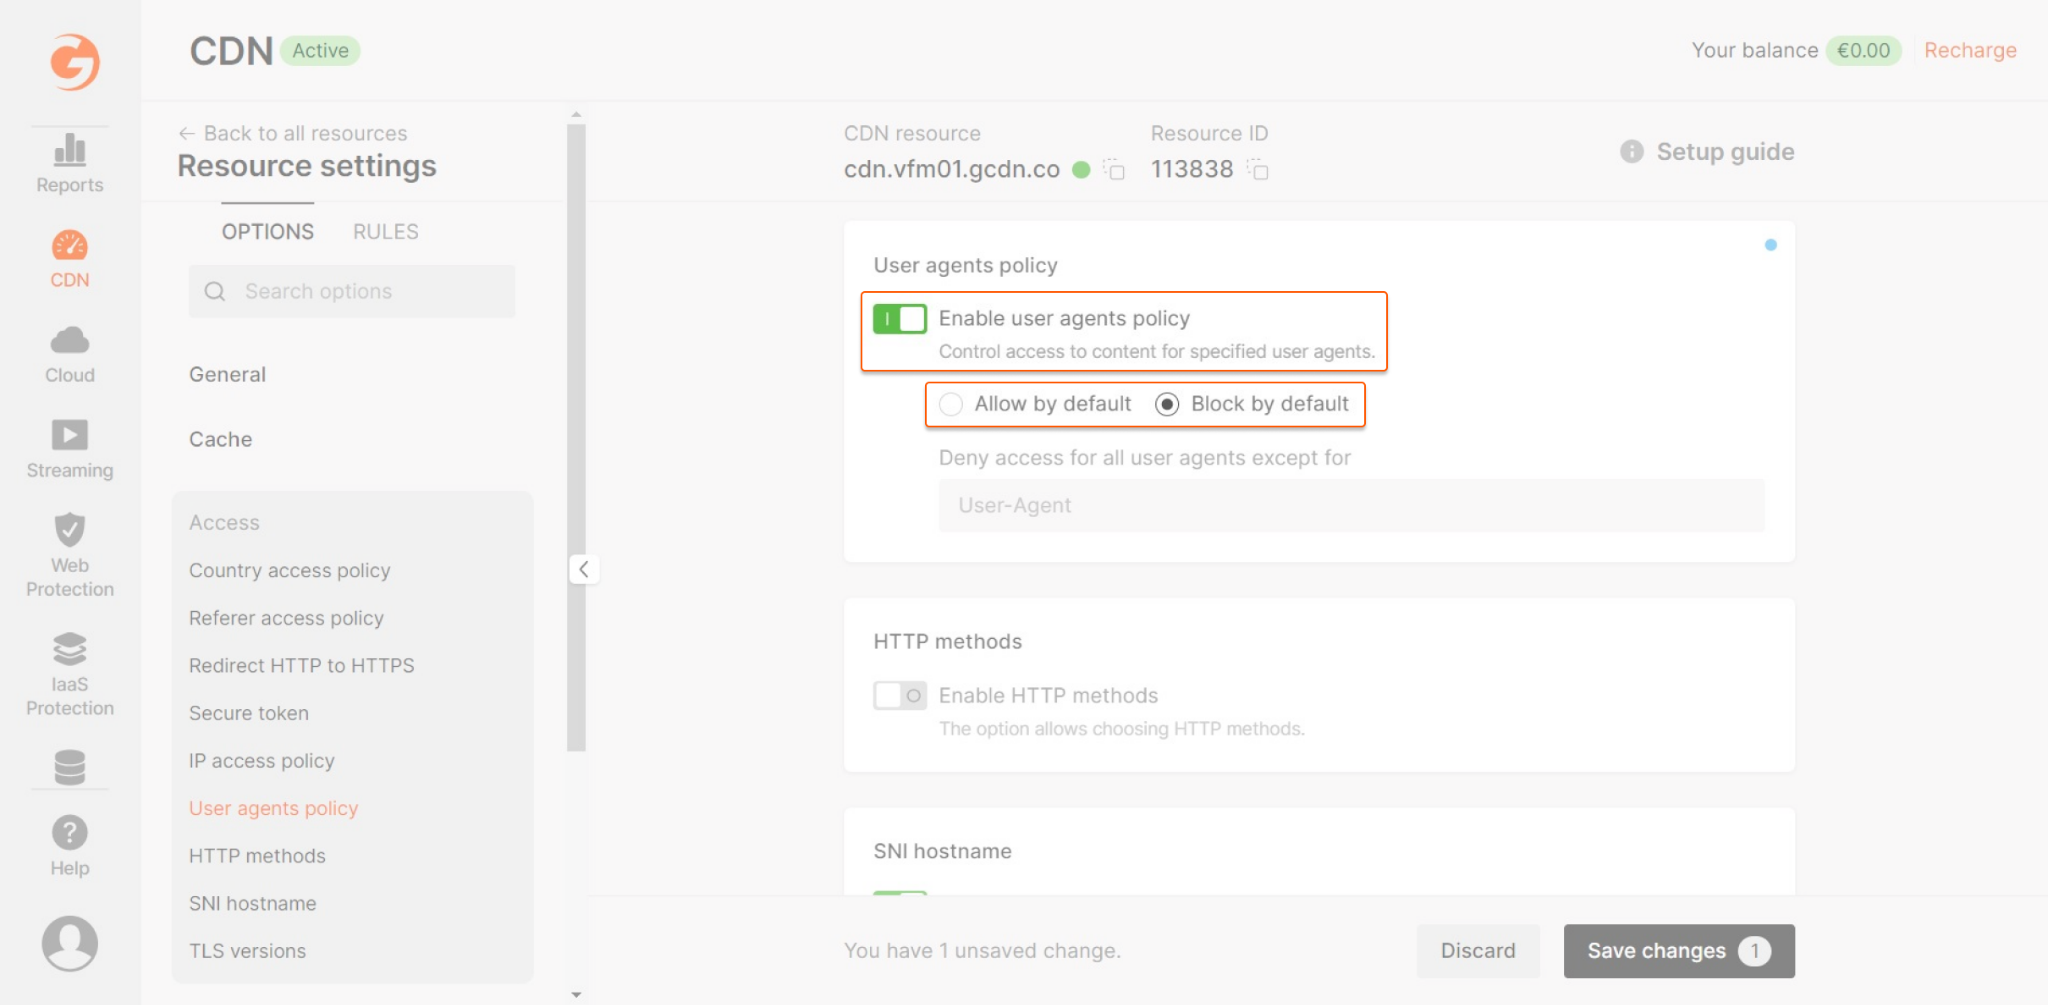 CDN Active
Your balance €0.00 Recharge
Reports
CDN
Cloud
Streaming
Web
Protection
IaaS
Protection
Help
← Back to all resources
Resource settings
OPTIONS RULES
Search options
General
Cache
Access
Country access policy
Referer access policy
Redirect HTTP to HTTPS
Secure token
IP access policy
User agents policy
HTTP methods
SNI hostname
TLS versions
CDN resource
cdn.vfm01.gcdn.co
Resource ID
113838
Setup guide
User agents policy
Enable user agents policy
Control access to content for specified user agents.
Allow by default Block by default
Deny access for all user agents except for
User-Agent
HTTP methods
Enable HTTP methods
The option allows choosing HTTP methods.
SNI hostname
You have 1 unsaved change.
Discard
Save changes 1